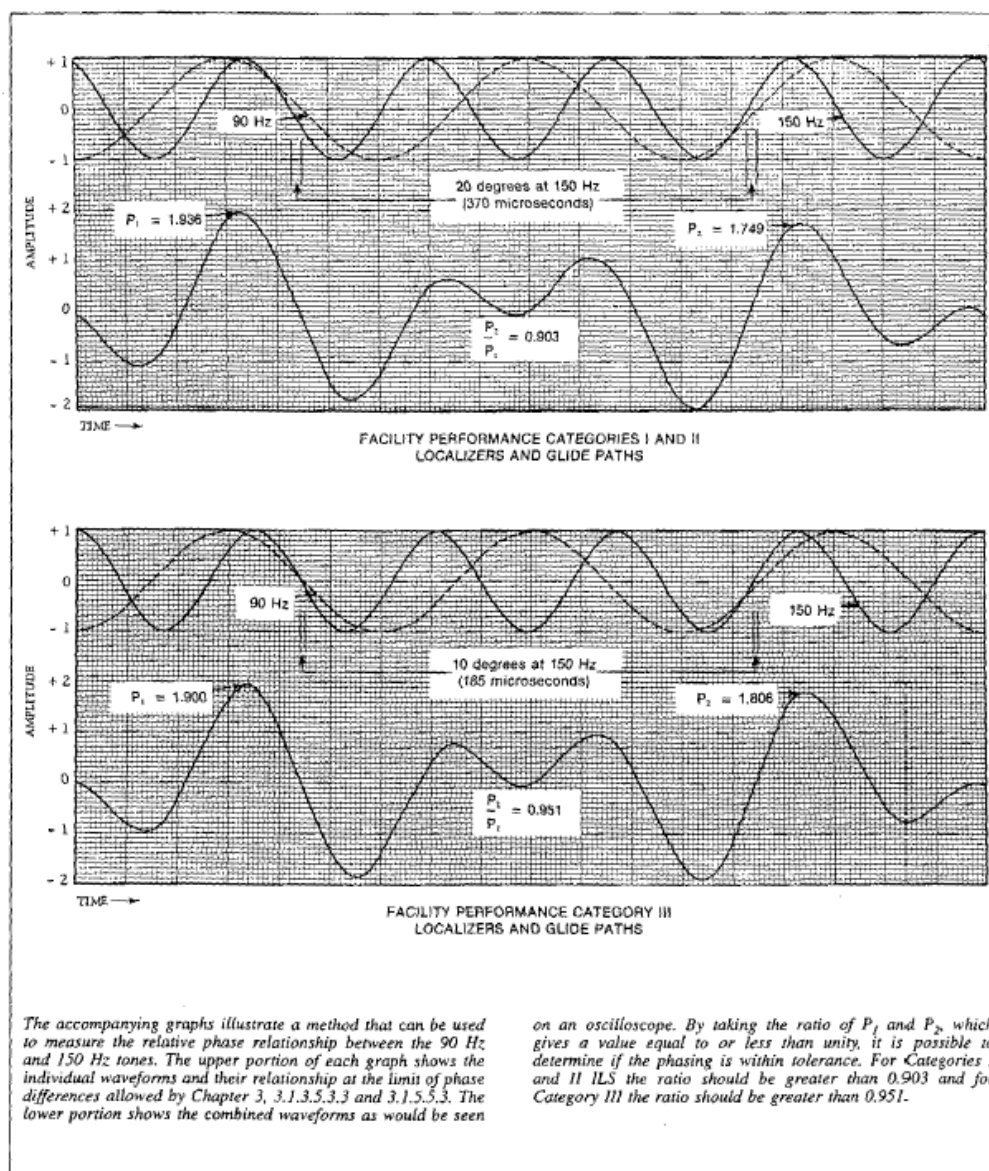 + 1
90 Hz
150 Hz
0
- 1
20 degrees at 150 Hz
(370 microseconds)
+ 2
P₁ = 1.936
P₂ = 1.749
AMPLITUDE
+ 1
0
P₂
= 0.903
P₁
- 1
- 2
TIME
FACILITY PERFORMANCE CATEGORIES I AND II
LOCALIZERS AND GLIDE PATHS
+ 1
0
90 Hz
150 Hz
- 1
10 degrees at 150 Hz
(185 microseconds)
+ 2
P₁ = 1.900
P₂ = 1,806
AMPLITUDE
+ 1
0
= 0.951
- 1
- 2
TIME
FACILITY PERFORMANCE CATEGORY III
LOCALIZERS AND GLIDE PATHS
The accompanying graphs illustrate a method that can be used
to measure the relative phase relationship between the 90 Hz
and 150 Hz tones. The upper portion of each graph shows the
individual waveforms and their relationship at the limit of phase
differences allowed by Chapter 3, 3.1.3.5.3.3 and 3.1.5.5.3. The
lower portion shows the combined waveforms as would be seen
on an oscilloscope. By taking the ratio of P₁ and P₂, which
gives a value equal to or less than unity, it is possible
determine if the phasing is within tolerance. For Categories
and II ILS the ratio should be greater than 0.903 and
Category III the ratio should be greater than 0.951.